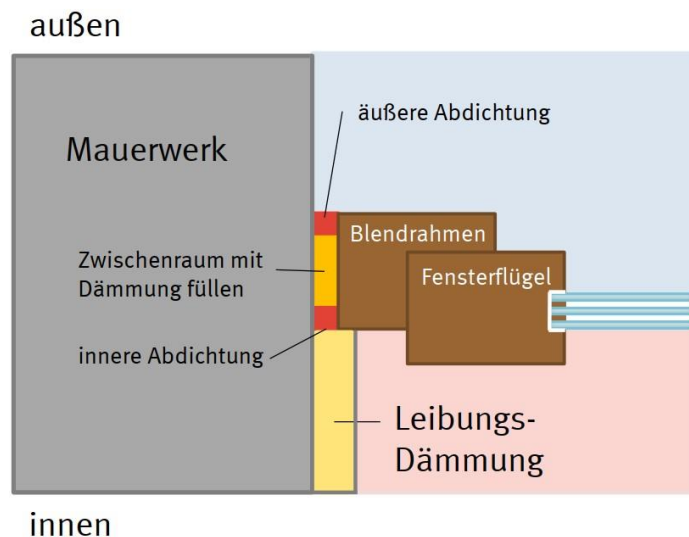 außen
äußere Abdichtung
Mauerwerk
Blendrahmen
Zwischenraum mit
Dämmung füllen
Fensterflügel
innere Abdichtung
Leibungs-
Dämmung
innen